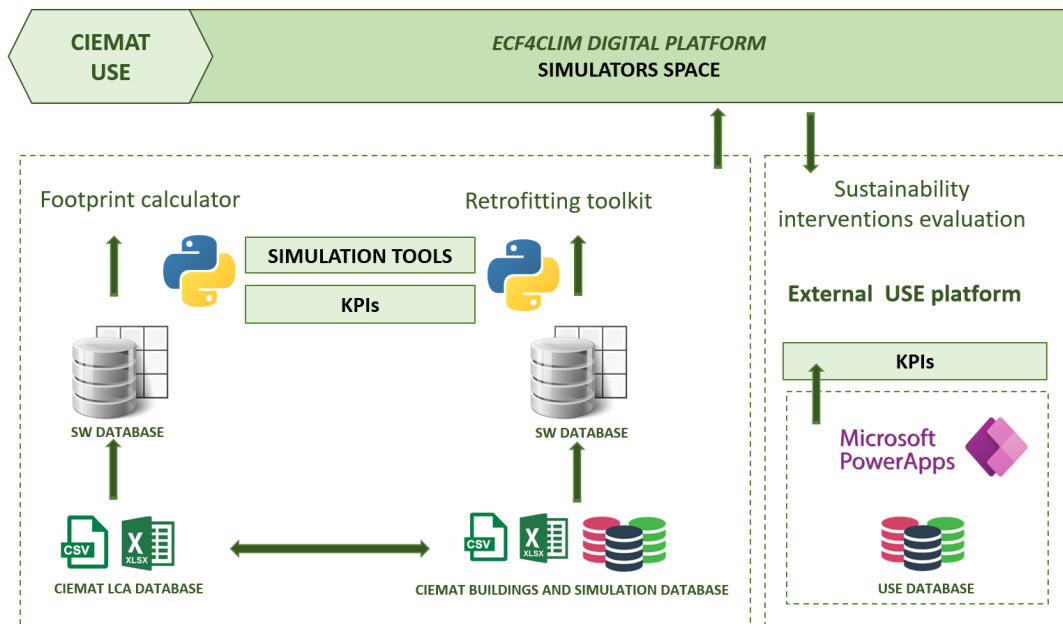 CIEMAT
USE
ECF4CLIM DIGITAL PLATFORM
SIMULATORS SPACE
Footprint calculator
Retrofitting toolkit
SIMULATION TOOLS
KPIs
SW DATABASE
SW DATABASE
CSV
XLSX
CIEMAT LCA DATABASE
CSV
XLSX
CIEMAT BUILDINGS AND SIMULATION DATABASE
Sustainability
interventions evaluation
External USE platform
KPIs
Microsoft
PowerApps
USE DATABASE